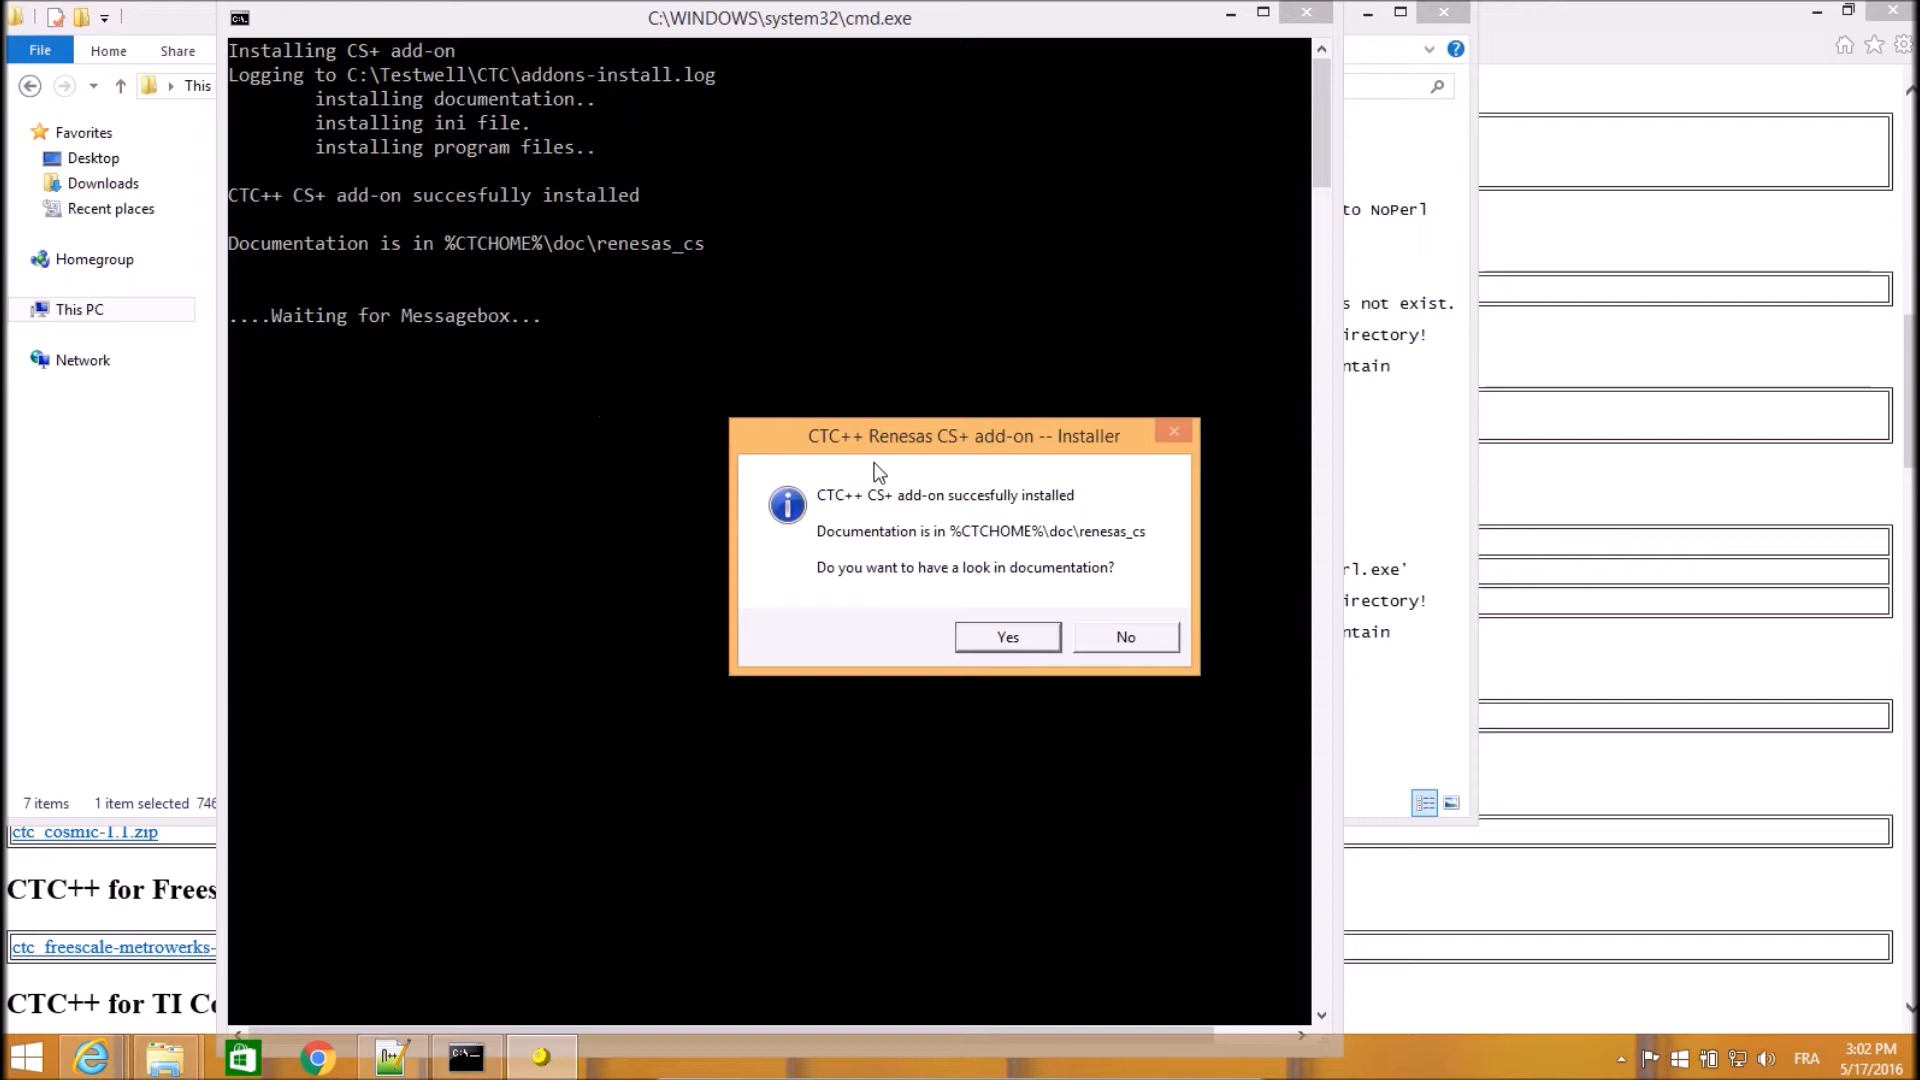 C:\WINDOWS\system32\cmd.exe
File Home Share
This
Favorites
Desktop
Downloads
Recent places
Homegroup
This PC
Network
7 items 1 item selected 746
Installing CS+ add-on
Logging to C:\Testwell\CTC\addons-install.log
installing documentation..
installing ini file.
installing program files..
CTC++ CS+ add-on succesfully installed
Documentation is in %CTCHOME%\doc\renesas_cs
....Waiting for Messagebox...
CTC++ Renesas CS+ add-on -- Installer
CTC++ CS+ add-on succesfully installed
Documentation is in %CTCHOME%\doc\renesas_cs
Do you want to have a look in documentation?
Yes No
to NoPerl
s not exist.
irectory!
ntain
rl.exe'
irectory!
ntain
ctc_cosmic-1.1.zip
CTC++ for Frees
ctc_freescale-metrowerks-
CTC++ for TI Co
FRA
3:02 PM
5/17/2016